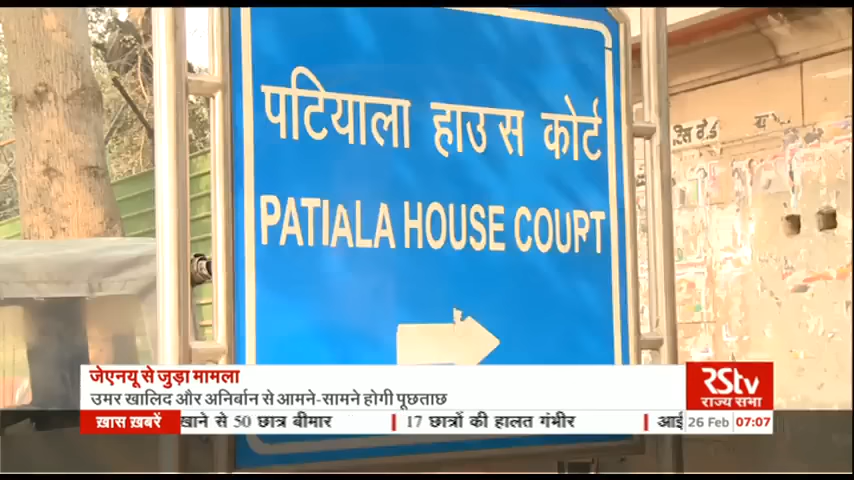 पटियाला हाउस कोर्ट
PATIALA HOUSE COURT
जेएनयू से जुड़ा मामला
उमर खालिद और अनिर्बान से आमने-सामने होगी पूछताछ
RStv
राज्य सभा
ख़ास ख़बरें खाने से 50 छात्र बीमार | 17 छात्रों की हालत गंभीर | आई 26 Feb 07:07